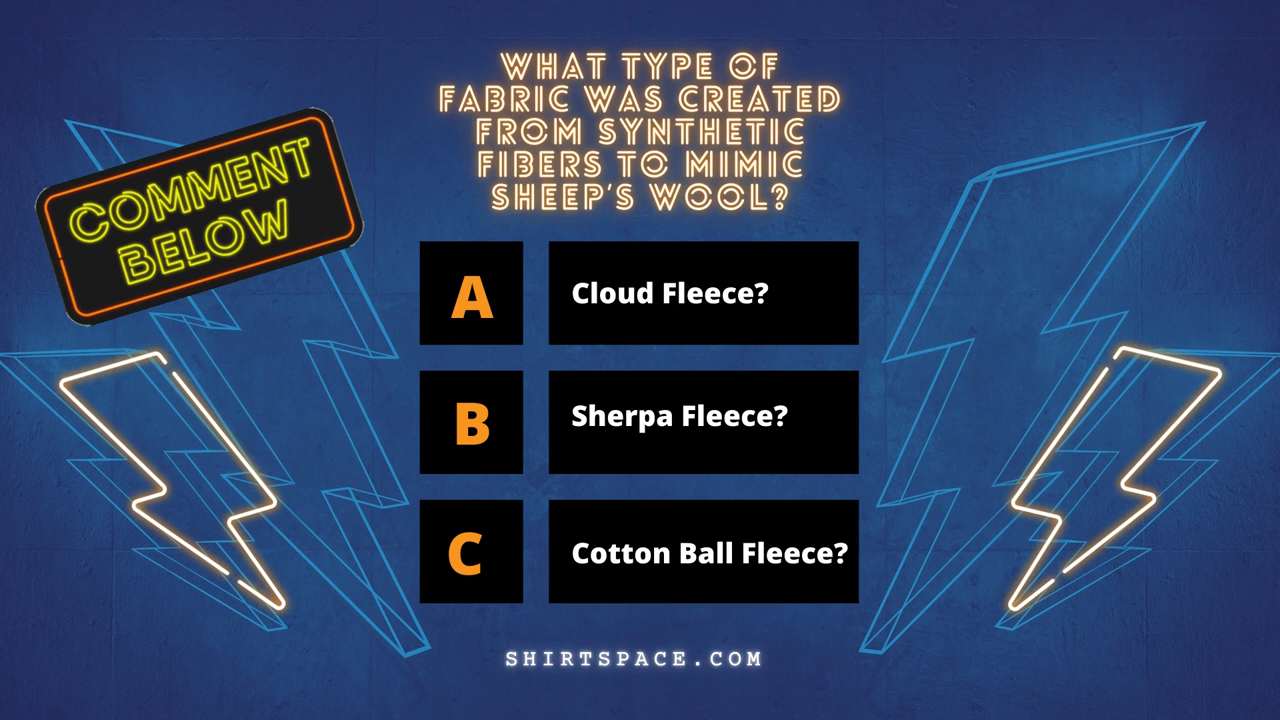 WHAT TYPE OF
FABRIC WAS CREATED
FROM SYNTHETIC
FIBERS TO MIMIC
SHEEP'S WOOL?
COMMENT
BELOW
A
Cloud Fleece?
B
Sherpa Fleece?
C
Cotton Ball Fleece?
SHIRTSPACE.COM